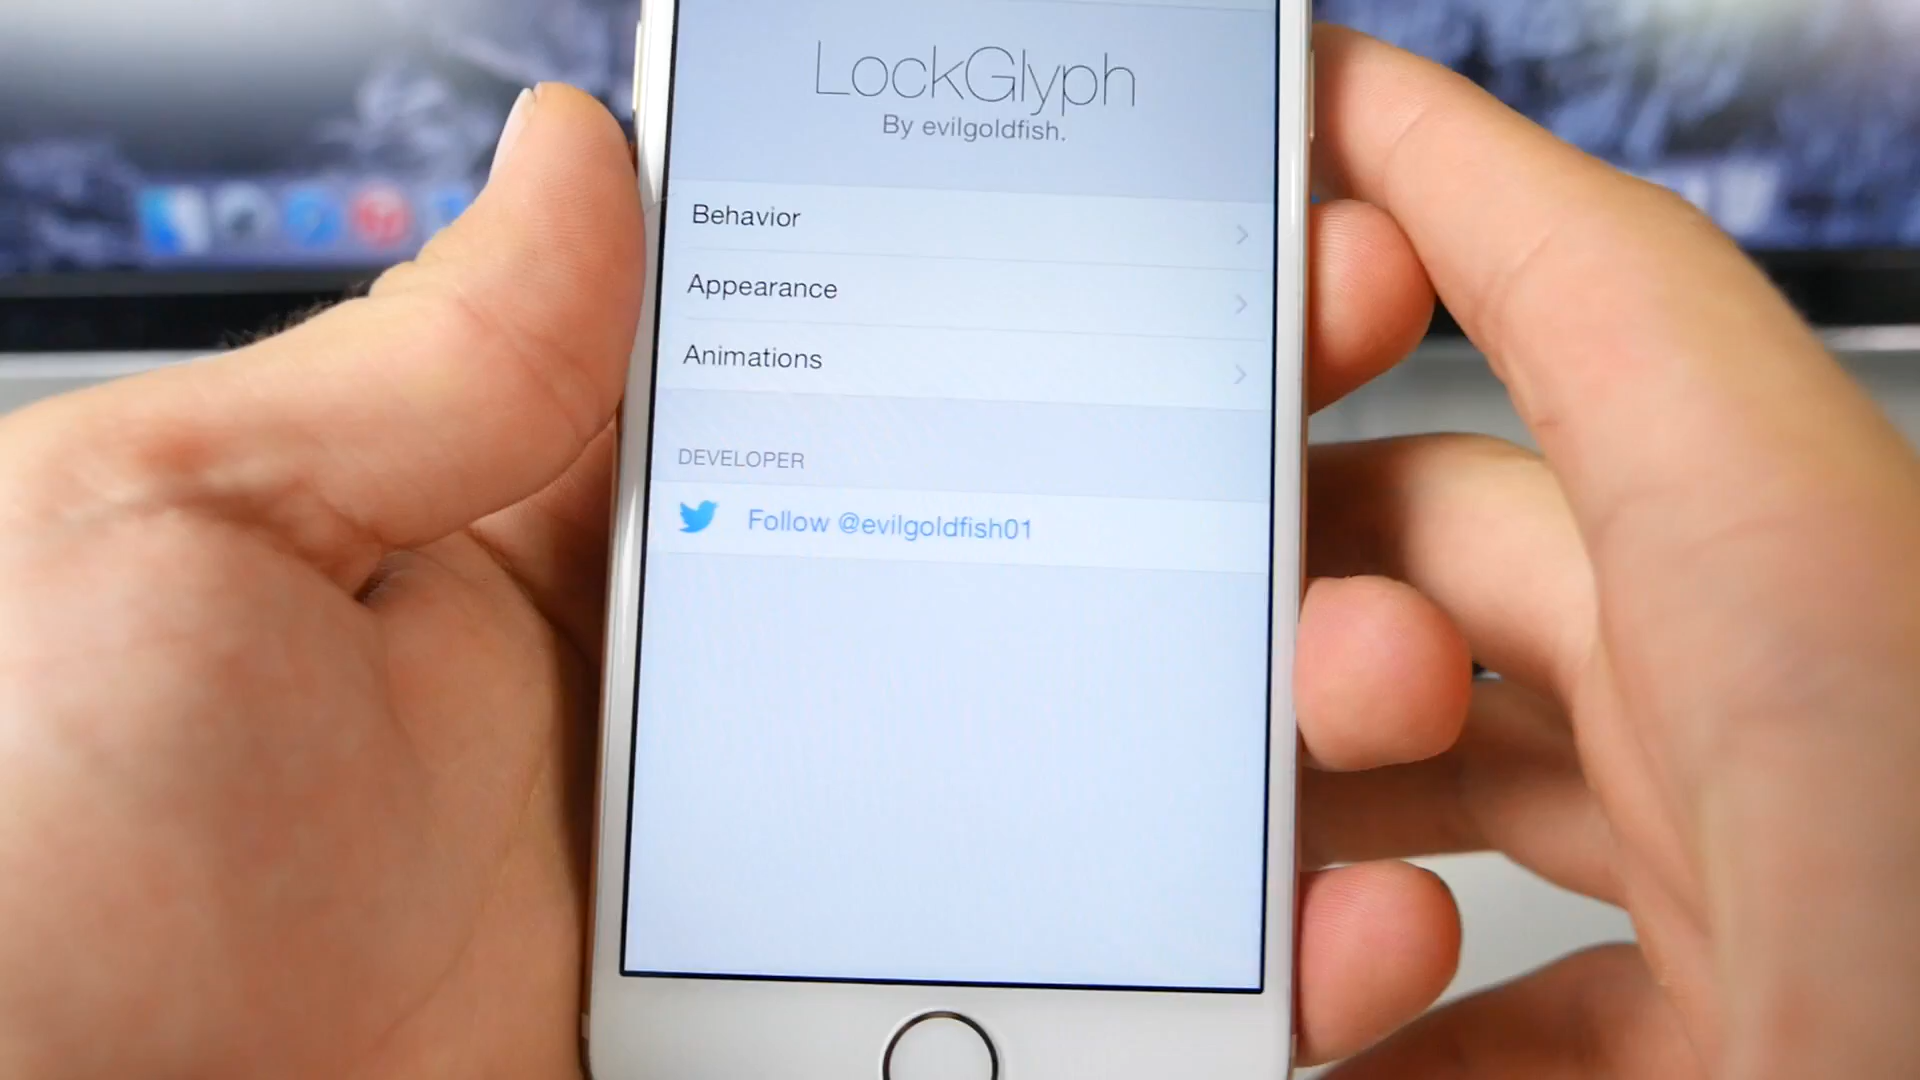 LockGlyph
By evilgoldfish.
Behavior
Appearance
Animations
DEVELOPER
Follow @evilgoldfish01